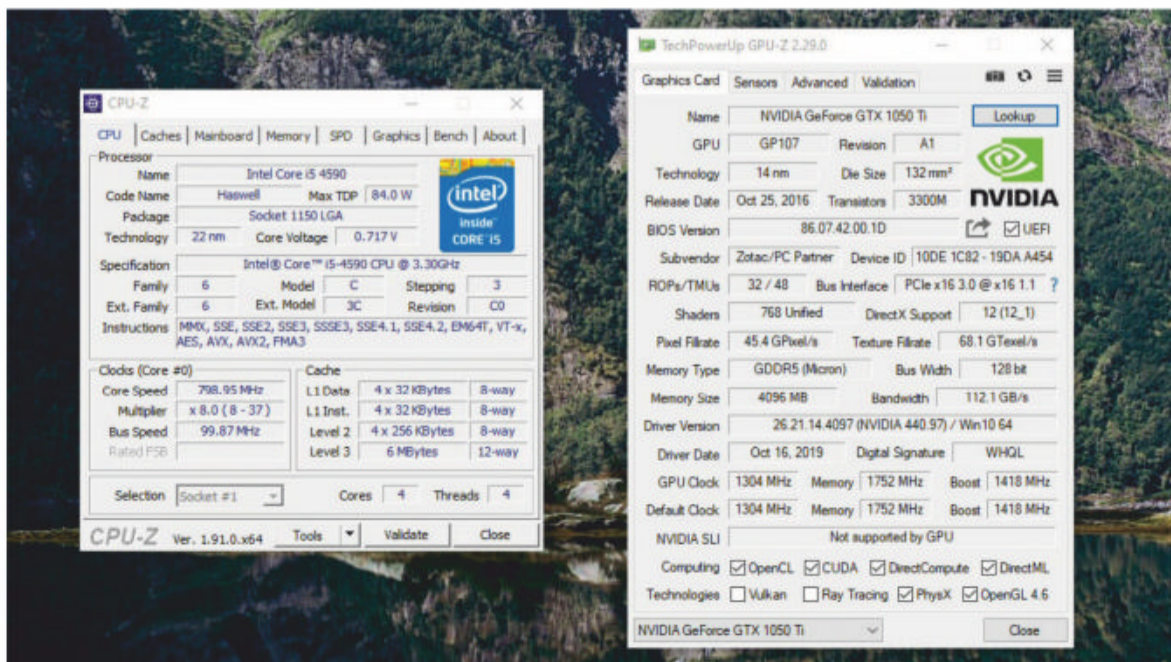 CPU-Z
CPU Caches Mainboard Memory SPD Graphics Bench About
Processor
Name Intel Core i5 4590
Code Name Haswell Max TDP 84.0 W
Package Socket 1150 LGA
Technology 22 nm Core Voltage 0.717 V
intel inside CORE i5
Specification Intel® Core™ i5-4590 CPU @ 3.30GHz
Family 6 Model C Stepping 3
Ext. Family 6 Ext. Model 3C Revision C0
Instructions MMX, SSE, SSE2, SSE3, SSSE3, SSE4.1, SSE4.2, EM64T, VT-x,
AES, AVX, AVX2, FMA3
Clocks (Core #0)
Core Speed 798.95 MHz
Multiplier x 8.0 ( 8 - 37 )
Bus Speed 99.87 MHz
Rated FSB
Cache
L1 Data 4 x 32 KBytes 8-way
L1 Inst. 4 x 32 KBytes 8-way
Level 2 4 x 256 KBytes 8-way
Level 3 6 MBytes 12-way
Selection Socket #1 Cores 4 Threads 4
CPU-Z Ver. 1.91.0.x64 Tools Validate Close
TechPowerUp GPU-Z 2.29.0
Graphics Card Sensors Advanced Validation
Name NVIDIA GeForce GTX 1050 Ti Lookup
GPU GP107 Revision A1
Technology 14 nm Die Size 132 mm²
Release Date Oct 25, 2016 Transistors 3300M
NVIDIA
BIOS Version 86.07.42.00.1D UEFI
Subvendor Zotac/PC Partner Device ID 10DE 1C82 - 19DA A454
ROPs/TMUs 32 / 48 Bus Interface PCIe x16 3.0 @ x16 1.1 ?
Shaders 768 Unified DirectX Support 12 (12_1)
Pixel Fillrate 45.4 GPixel/s Texture Fillrate 68.1 GTexel/s
Memory Type GDDR5 (Micron) Bus Width 128 bit
Memory Size 4096 MB Bandwidth 112.1 GB/s
Driver Version 26.21.14.4097 (NVIDIA 440.97) / Win10 64
Driver Date Oct 16, 2019 Digital Signature WHQL
GPU Clock 1304 MHz Memory 1752 MHz Boost 1418 MHz
Default Clock 1304 MHz Memory 1752 MHz Boost 1418 MHz
NVIDIA SLI Not supported by GPU
Computing OpenCL CUDA DirectCompute DirectML
Technologies Vulkan Ray Tracing PhysX OpenGL 4.6
NVIDIA GeForce GTX 1050 Ti Close